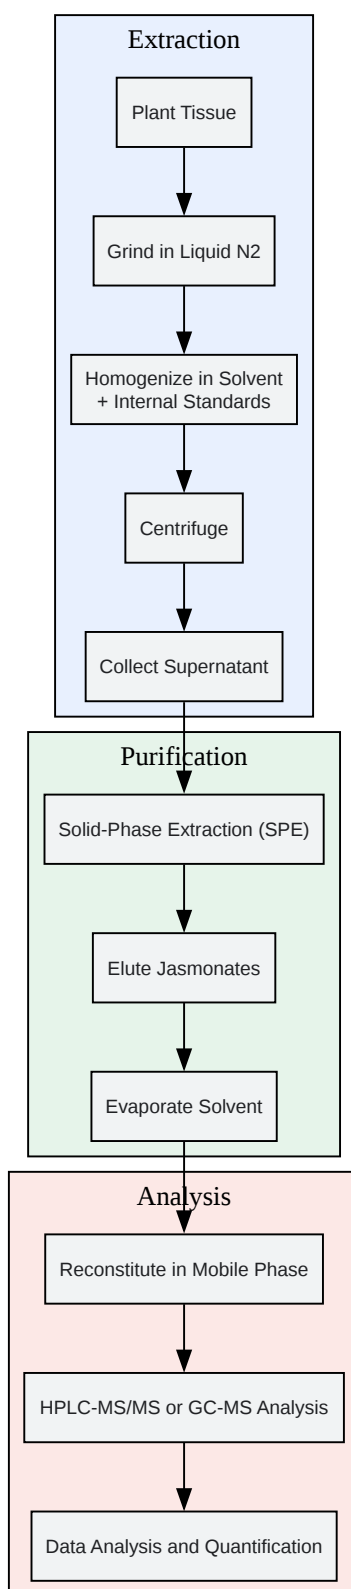 Extraction
Plant Tissue
Grind in Liquid N2
Homogenize in Solvent
+ Internal Standards
Centrifuge
Collect Supernatant
Purification
Solid-Phase Extraction (SPE)
Elute Jasmonates
Evaporate Solvent
Analysis
Reconstitute in Mobile Phase
HPLC-MS/MS or GC-MS Analysis
Data Analysis and Quantification